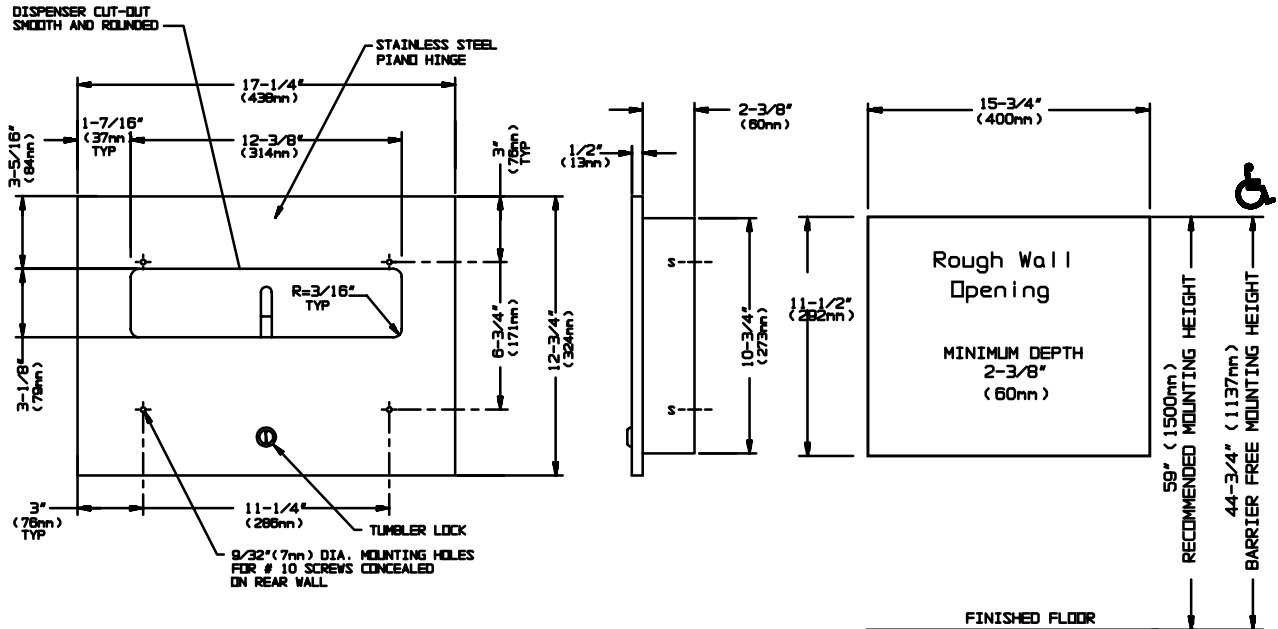 DISPENSER CUT-OUT
SMOOTH AND ROUNDED
STAINLESS STEEL
PIANO HINGE
17-1/4"
(438mm)
1-7/16"
(37mm)
TYP
12-3/8"
(314mm)
3"
(76mm)
TYP
3-5/16"
(84mm)
R=3/16"
TYP
3-1/8"
(79mm)
6-3/4"
(171mm)
12-3/4"
(324mm)
3"
(76mm)
TYP
11-1/4"
(286mm)
TUMBLER LOCK
9/32"(7mm) DIA. MOUNTING HOLES
FOR # 10 SCREWS CONCEALED
ON REAR WALL
2-3/8"
(60mm)
1/2"
(13mm)
S
S
10-3/4"
(273mm)
15-3/4"
(400mm)
11-1/2"
(292mm)
Rough Wall
Opening
MINIMUM DEPTH
2-3/8"
(60mm)
59" (1500mm)
RECOMMENDED MOUNTING HEIGHT
44-3/4" (1137mm)
BARRIER FREE MOUNTING HEIGHT
FINISHED FLOOR